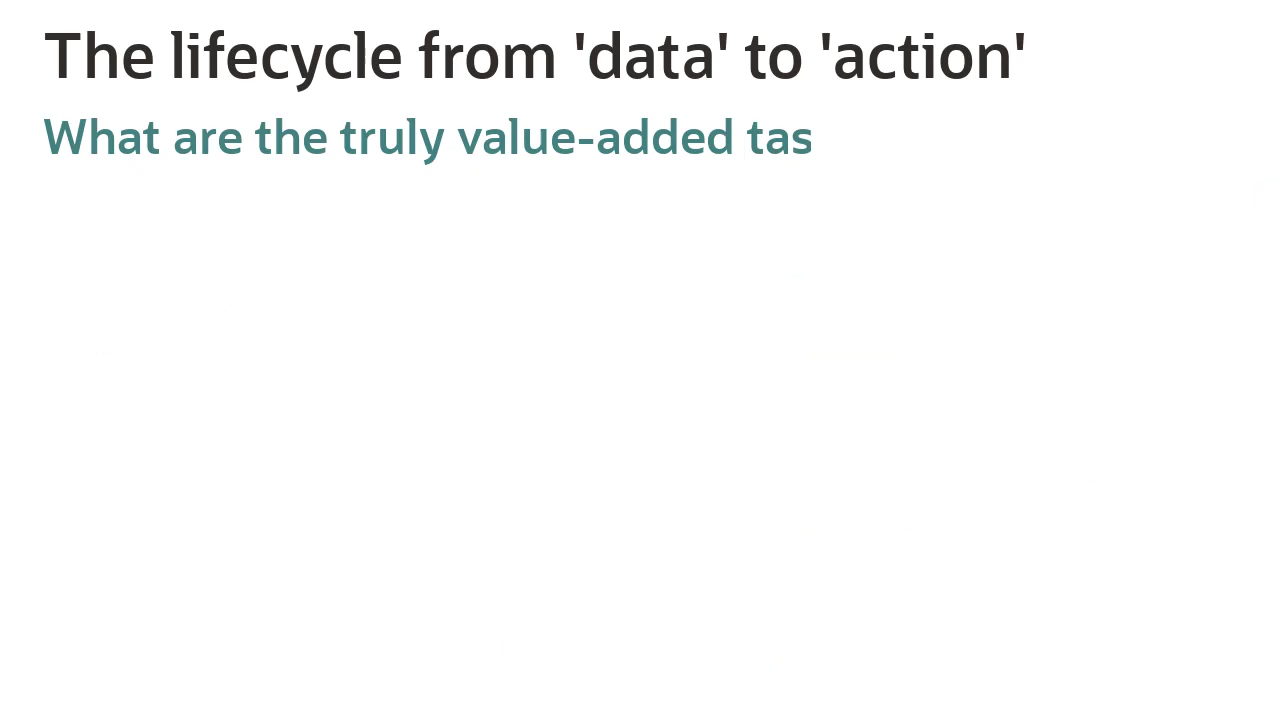 The lifecycle from 'data' to 'action'
What are the truly value-added tas